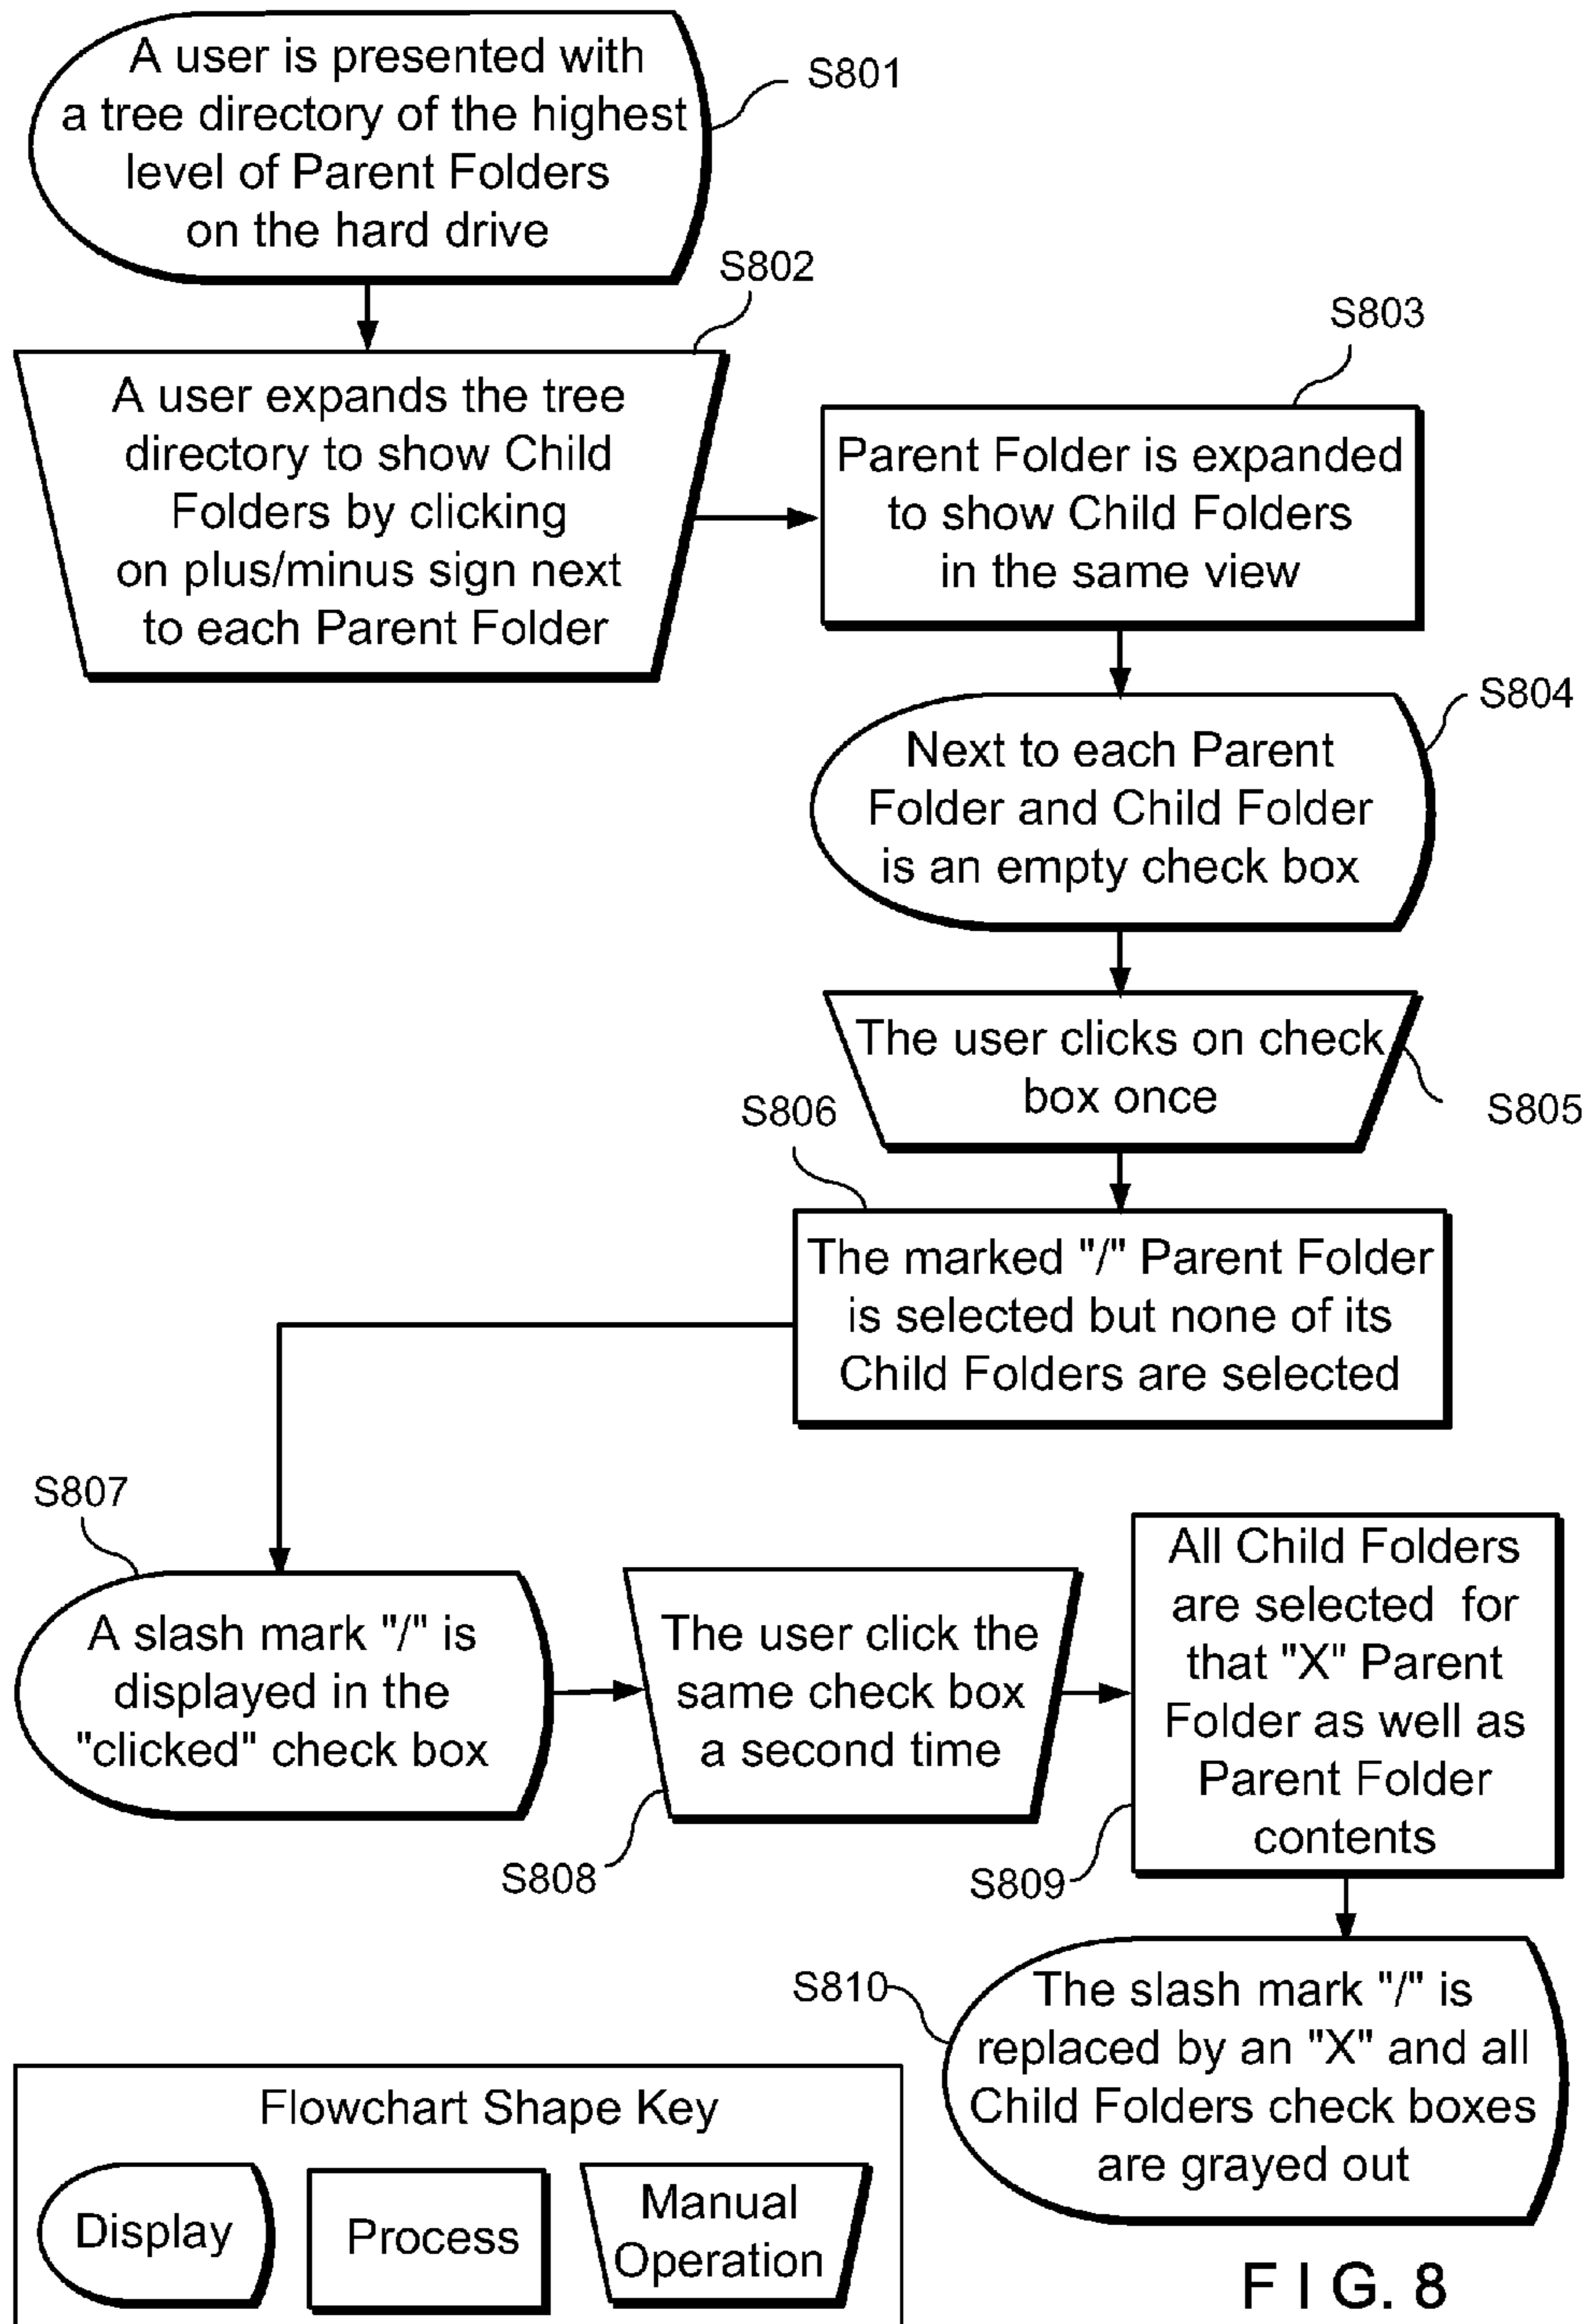 A user is presented with
a tree directory of the highest
level of Parent Folders
on the hard drive
S801
S802
A user expands the tree
directory to show Child
Folders by clicking
on plus/minus sign next
to each Parent Folder
S803
Parent Folder is expanded
to show Child Folders
in the same view
S804
Next to each Parent
Folder and Child Folder
is an empty check box
The user clicks on check
box once
S805
S806
The marked "/" Parent Folder
is selected but none of its
Child Folders are selected
S807
A slash mark "/" is
displayed in the
"clicked" check box
The user click the
same check box
a second time
S808
All Child Folders
are selected for
that "X" Parent
Folder as well as
Parent Folder
contents
S809
S810
The slash mark "/" is
replaced by an "X" and all
Child Folders check boxes
are grayed out
Flowchart Shape Key
Display
Process
Manual
Operation
F I G. 8